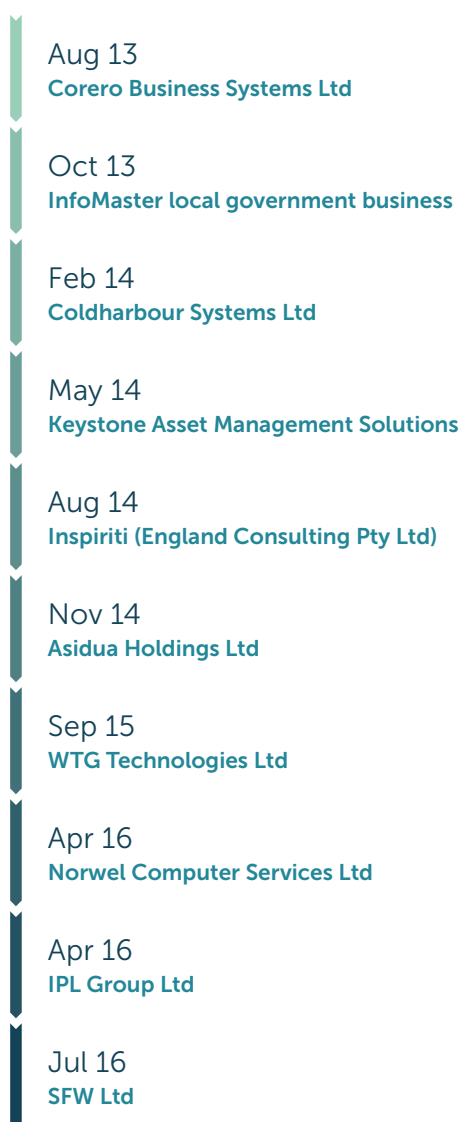 Aug 13
Corero Business Systems Ltd
Oct 13
InfoMaster local government business
Feb 14
Coldharbour Systems Ltd
May 14
Keystone Asset Management Solutions
Aug 14
Inspiriti (England Consulting Pty Ltd)
Nov 14
Asidua Holdings Ltd
Sep 15
WTG Technologies Ltd
Apr 16
Norwel Computer Services Ltd
Apr 16
IPL Group Ltd
Jul 16
SFW Ltd